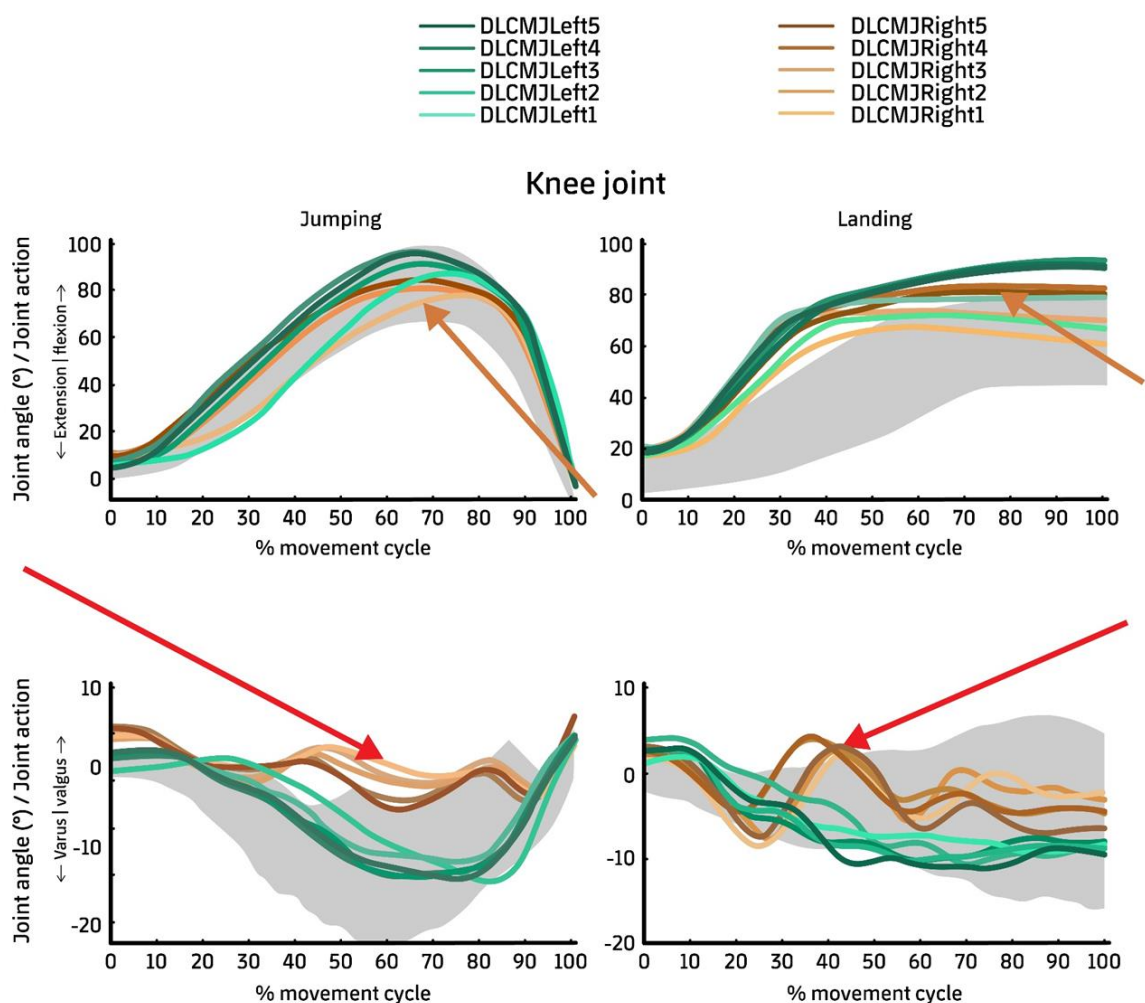 DLCMJLeft5
DLCMJLeft4
DLCMJLeft3
DLCMJLeft2
DLCMJLeft1
DLCMJRight5
DLCMJRight4
DLCMJRight3
DLCMJRight2
DLCMJRight1
Knee joint
Jumping
Joint angle (°) / Joint action
← Extension | flexion →
100
80
60
40
20
0
0 10 20 30 40 50 60 70 80 90 100
% movement cycle
Landing
100
80
60
40
20
0
0 10 20 30 40 50 60 70 80 90 100
% movement cycle
Joint angle (°) / Joint action
← Varus | valgus →
10
0
-10
-20
0 10 20 30 40 50 60 70 80 90 100
% movement cycle
10
0
-10
-20
0 10 20 30 40 50 60 70 80 90 100
% movement cycle